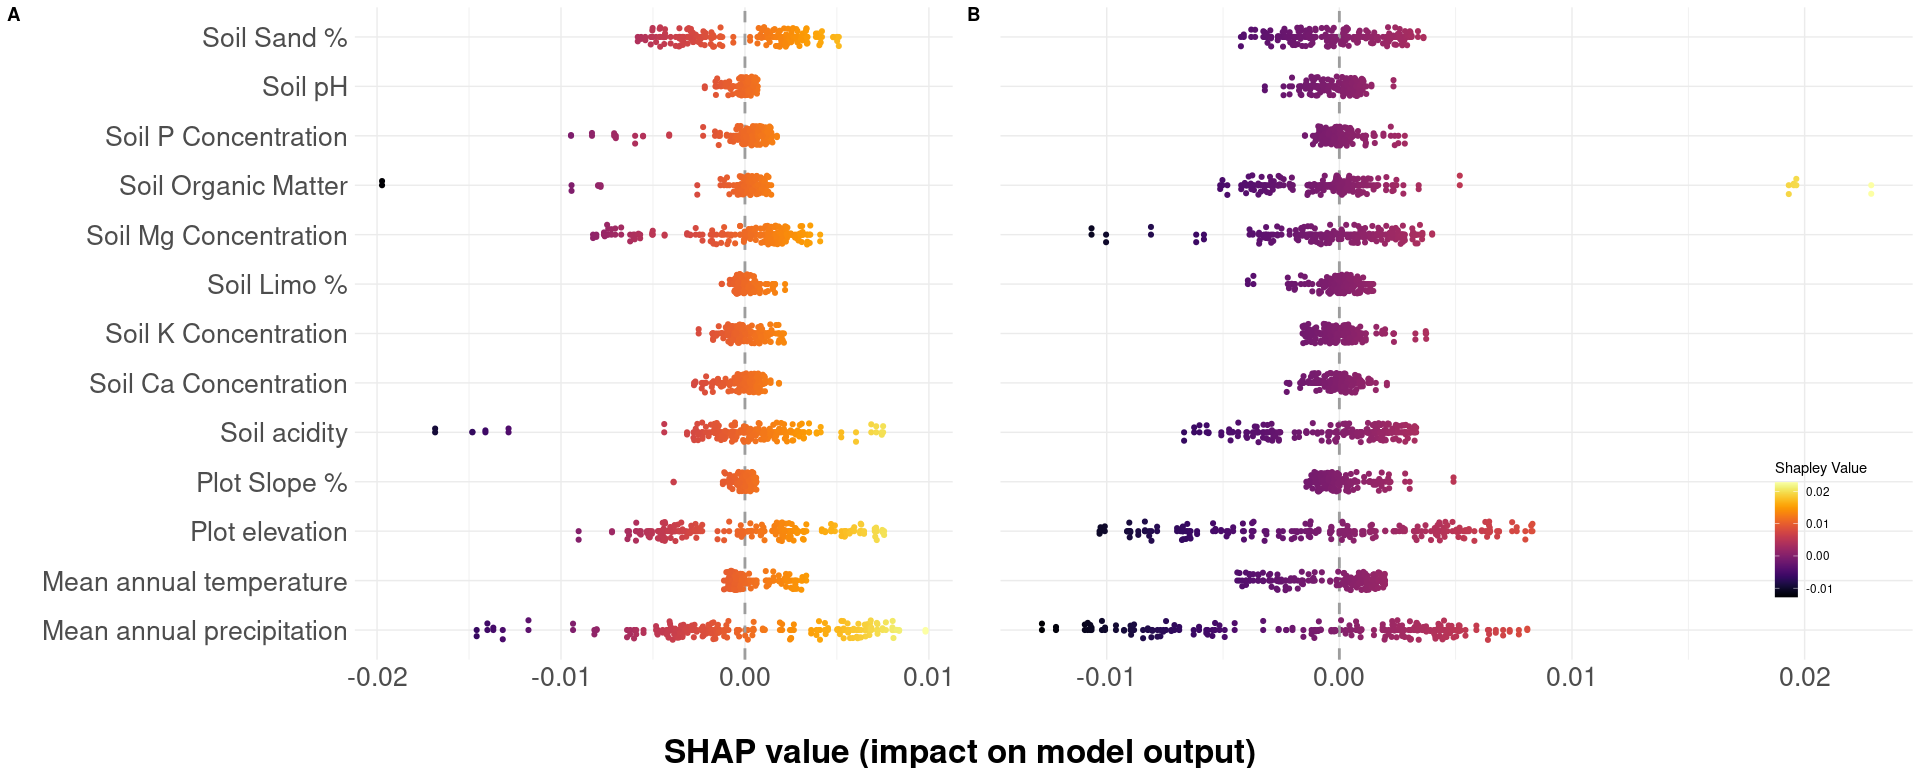 A
B
Soil Sand %
Soil pH
Soil P Concentration
Soil Organic Matter
Soil Mg Concentration
Soil Limo %
Soil K Concentration
Soil Ca Concentration
Soil acidity
Plot Slope %
Plot elevation
Mean annual temperature
Mean annual precipitation
-0.02 -0.01 0.00 0.01
-0.01 0.00 0.01 0.02
Shapley Value
0.02
0.01
0.00
-0.01
SHAP value (impact on model output)